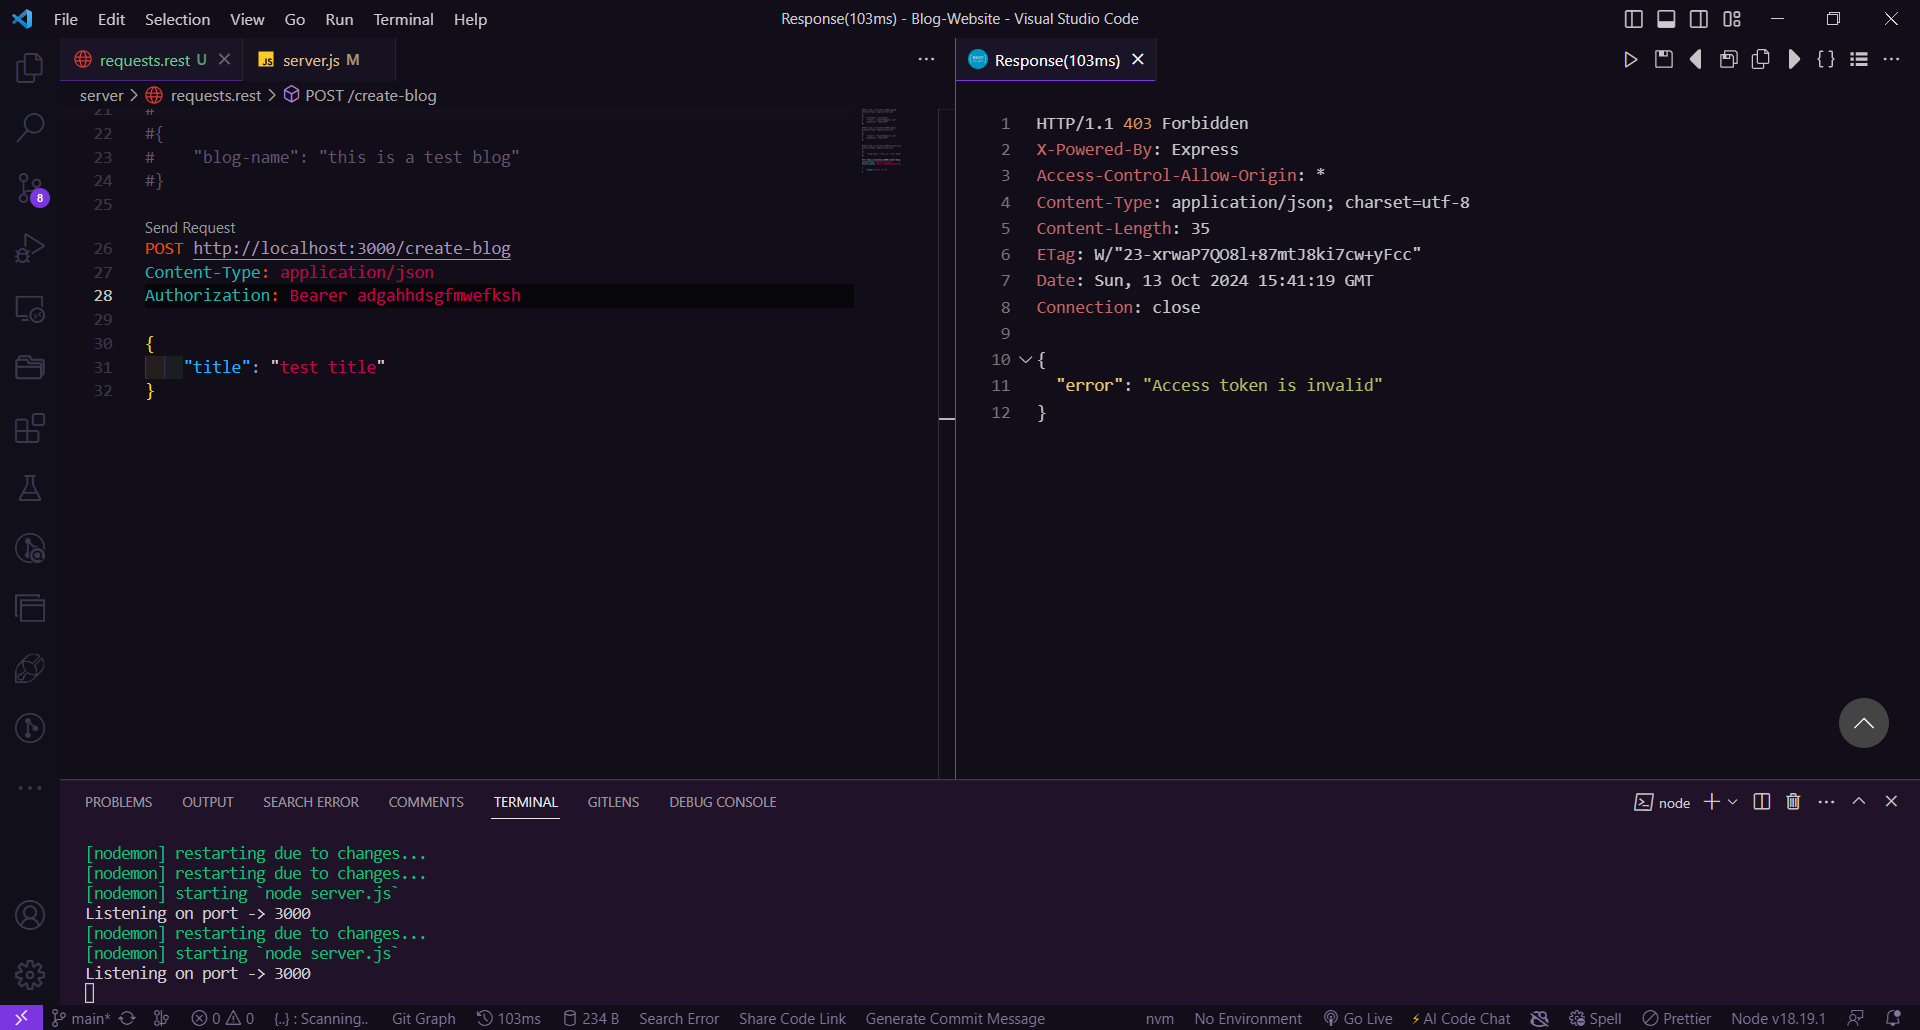 File Edit Selection View Go Run Terminal Help
Response(103ms) - Blog-Website - Visual Studio Code
requests.rest U
JS server.js M
Response(103ms)
server > requests.rest > POST /create-blog
21 #
22 #{
23 # "blog-name": "this is a test blog"
24 #}
25
Send Request
26 POST http://localhost:3000/create-blog
27 Content-Type: application/json
28 Authorization: Bearer adgahhdsgfmwefksh
29
30 {
31 "title": "test title"
32 }
1 HTTP/1.1 403 Forbidden
2 X-Powered-By: Express
3 Access-Control-Allow-Origin: *
4 Content-Type: application/json; charset=utf-8
5 Content-Length: 35
6 ETag: W/"23-xrwaP7QO8l+87mtJ8ki7cw+yFcc"
7 Date: Sun, 13 Oct 2024 15:41:19 GMT
8 Connection: close
9
10 {
11 "error": "Access token is invalid"
12 }
8
PROBLEMS OUTPUT SEARCH ERROR COMMENTS TERMINAL GITLENS DEBUG CONSOLE
node
[nodemon] restarting due to changes...
[nodemon] restarting due to changes...
[nodemon] starting `node server.js`
Listening on port -> 3000
[nodemon] restarting due to changes...
[nodemon] starting `node server.js`
Listening on port -> 3000
main* 0 0 {..} : Scanning.. Git Graph 103ms 234 B Search Error Share Code Link Generate Commit Message nvm No Environment Go Live AI Code Chat Spell Prettier Node v18.19.1